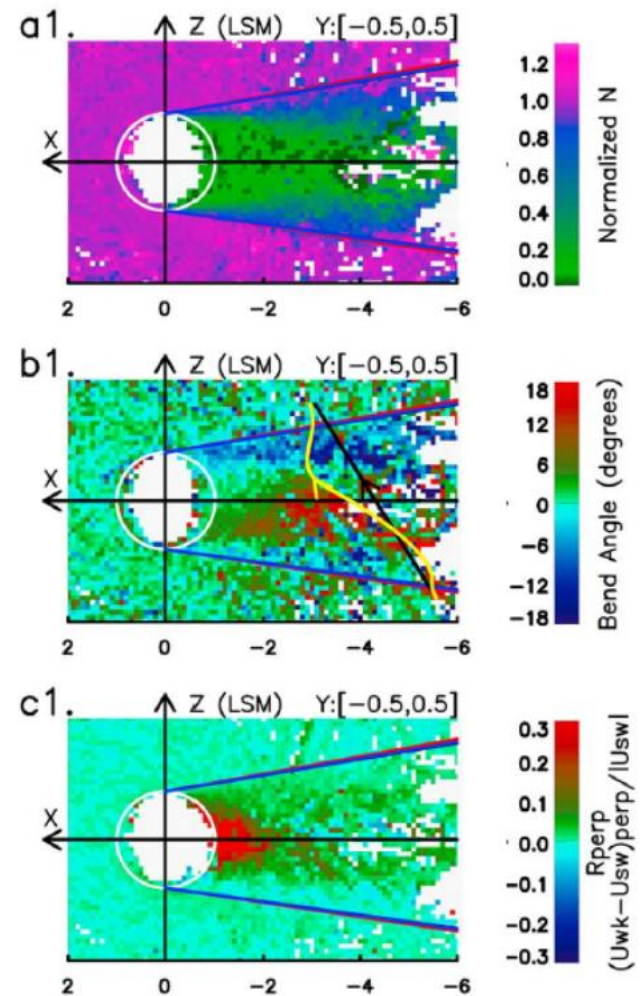 a1. Z (LSM) Y:[−0.5,0.5]
X
2 0 −2 −4 −6
1.2
1.0
0.8
0.6
0.4
0.2
0.0
Normalized N
b1. Z (LSM) Y:[−0.5,0.5]
X
2 0 −2 −4 −6
18
12
6
0
−6
−12
−18
Bend Angle (degrees)
c1. Z (LSM) Y:[−0.5,0.5]
X
2 0 −2 −4 −6
0.3
0.2
0.1
0.0
−0.1
−0.2
−0.3
Rperp
(Uwk−Usw)perp/|Usw|